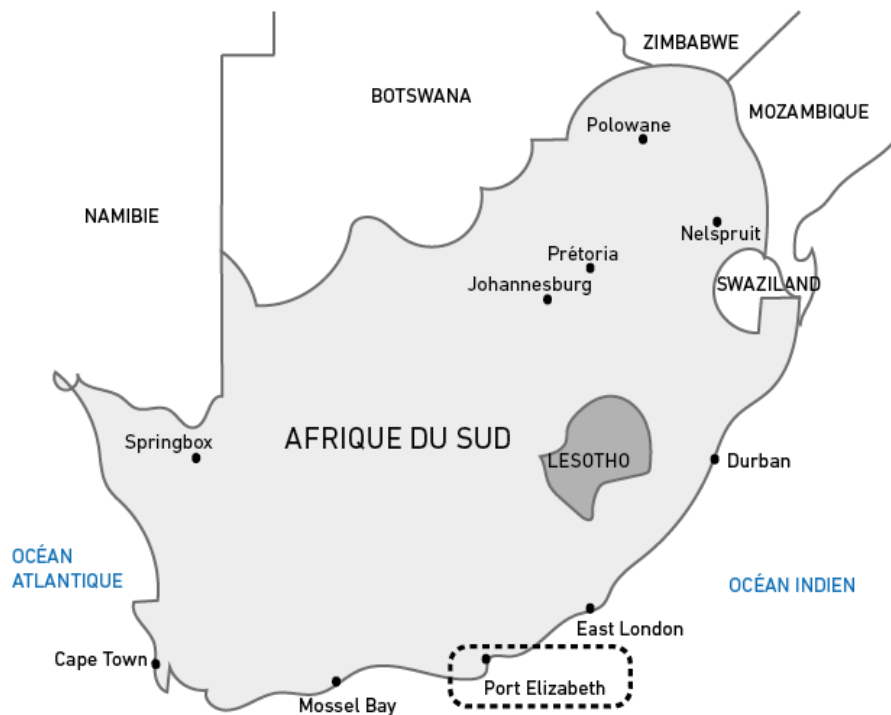 ZIMBABWE
BOTSWANA
MOZAMBIQUE
Polowane
NAMIBIE
Nelspruit
Prétoria
Johannesburg
SWAZILAND
AFRIQUE DU SUD
Springbox
LESOTHO
Durban
OCÉAN
ATLANTIQUE
OCÉAN INDIEN
East London
Cape Town
Port Elizabeth
Mossel Bay